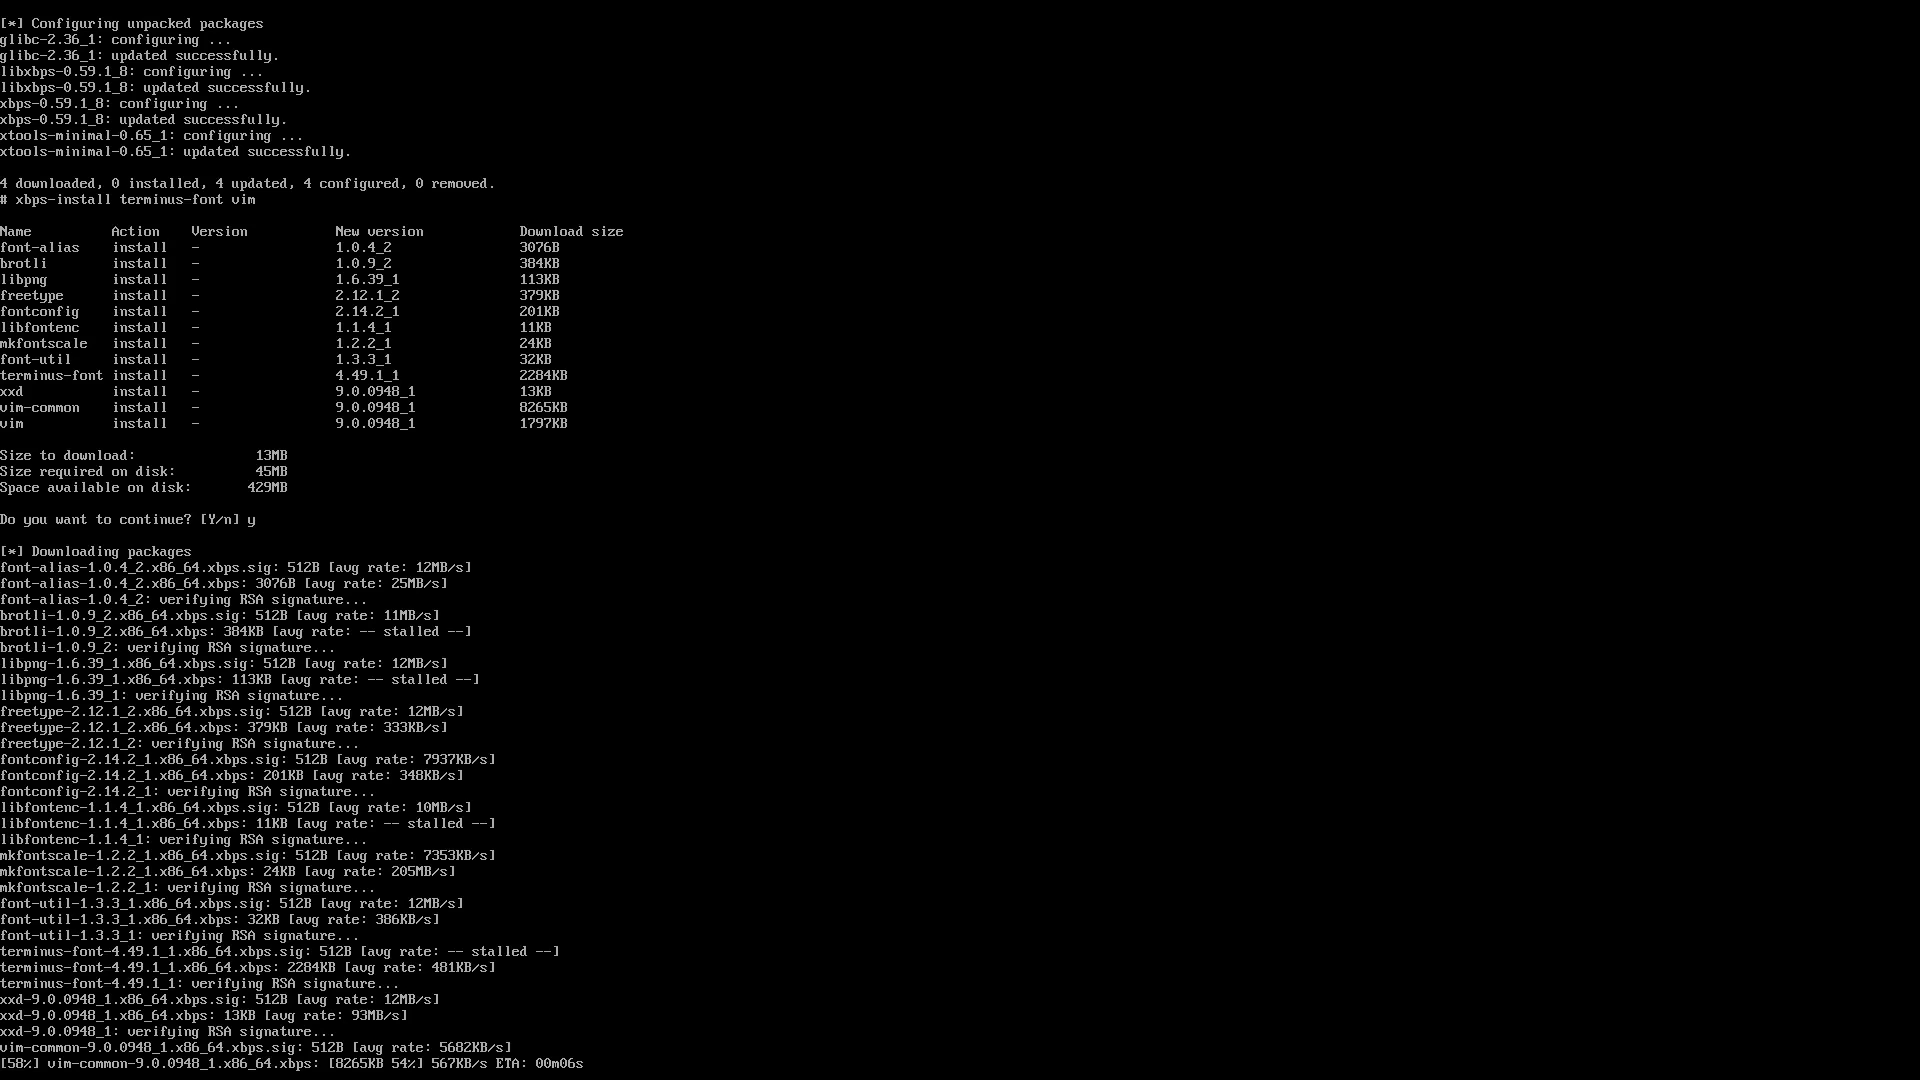 [*] Configuring unpacked packages
glibc-2.36_1: configuring ...
glibc-2.36_1: updated successfully.
libxbps-0.59.1_8: configuring ...
libxbps-0.59.1_8: updated successfully.
xbps-0.59.1_8: configuring ...
xbps-0.59.1_8: updated successfully.
xtools-minimal-0.65_1: configuring ...
xtools-minimal-0.65_1: updated successfully.
4 downloaded, 0 installed, 4 updated, 4 configured, 0 removed.
# xbps-install terminus-font vim
Name Action Version New version Download size
font-alias install - 1.0.4_2 3076B
brotli install - 1.0.9_2 384KB
libpng install - 1.6.39_1 113KB
freetype install - 2.12.1_2 379KB
fontconfig install - 2.14.2_1 201KB
libfontenc install - 1.1.4_1 11KB
mkfontscale install - 1.2.2_1 24KB
font-util install - 1.3.3_1 32KB
terminus-font install - 4.49.1_1 2284KB
xxd install - 9.0.0948_1 13KB
vim-common install - 9.0.0948_1 8265KB
vim install - 9.0.0948_1 1797KB
Size to download: 13MB
Size required on disk: 45MB
Space available on disk: 429MB
Do you want to continue? [Y/n] y
[*] Downloading packages
font-alias-1.0.4_2.x86_64.xbps.sig: 512B [avg rate: 12MB/s]
font-alias-1.0.4_2.x86_64.xbps: 3076B [avg rate: 25MB/s]
font-alias-1.0.4_2: verifying RSA signature...
brotli-1.0.9_2.x86_64.xbps.sig: 512B [avg rate: 11MB/s]
brotli-1.0.9_2.x86_64.xbps: 384KB [avg rate: -- stalled --]
brotli-1.0.9_2: verifying RSA signature...
libpng-1.6.39_1.x86_64.xbps.sig: 512B [avg rate: 12MB/s]
libpng-1.6.39_1.x86_64.xbps: 113KB [avg rate: -- stalled --]
libpng-1.6.39_1: verifying RSA signature...
freetype-2.12.1_2.x86_64.xbps.sig: 512B [avg rate: 12MB/s]
freetype-2.12.1_2.x86_64.xbps: 379KB [avg rate: 333KB/s]
freetype-2.12.1_2: verifying RSA signature...
fontconfig-2.14.2_1.x86_64.xbps.sig: 512B [avg rate: 7937KB/s]
fontconfig-2.14.2_1.x86_64.xbps: 201KB [avg rate: 348KB/s]
fontconfig-2.14.2_1: verifying RSA signature...
libfontenc-1.1.4_1.x86_64.xbps.sig: 512B [avg rate: 10MB/s]
libfontenc-1.1.4_1.x86_64.xbps: 11KB [avg rate: -- stalled --]
libfontenc-1.1.4_1: verifying RSA signature...
mkfontscale-1.2.2_1.x86_64.xbps.sig: 512B [avg rate: 7353KB/s]
mkfontscale-1.2.2_1.x86_64.xbps: 24KB [avg rate: 205MB/s]
mkfontscale-1.2.2_1: verifying RSA signature...
font-util-1.3.3_1.x86_64.xbps.sig: 512B [avg rate: 12MB/s]
font-util-1.3.3_1.x86_64.xbps: 32KB [avg rate: 386KB/s]
font-util-1.3.3_1: verifying RSA signature...
terminus-font-4.49.1_1.x86_64.xbps.sig: 512B [avg rate: -- stalled --]
terminus-font-4.49.1_1.x86_64.xbps: 2284KB [avg rate: 481KB/s]
terminus-font-4.49.1_1: verifying RSA signature...
xxd-9.0.0948_1.x86_64.xbps.sig: 512B [avg rate: 12MB/s]
xxd-9.0.0948_1.x86_64.xbps: 13KB [avg rate: 93MB/s]
xxd-9.0.0948_1: verifying RSA signature...
vim-common-9.0.0948_1.x86_64.xbps.sig: 512B [avg rate: 5682KB/s]
[58%] vim-common-9.0.0948_1.x86_64.xbps: [8265KB 54%] 567KB/s ETA: 00m06s